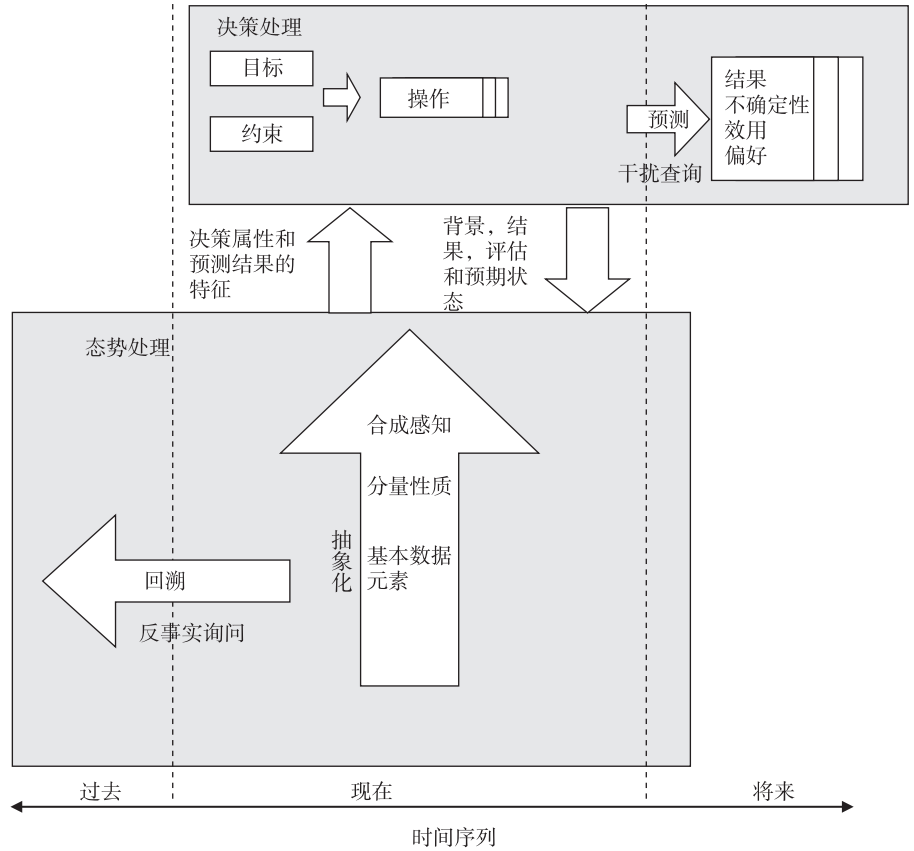 决策处理
目标
约束
操作
预测
干扰查询
结果
不确定性
效用
偏好
决策属性和
预测结果的
特征
背景，结
果，评估
和预期状
态
态势处理
合成感知
分量性质
基本数据
元素
抽象化
回溯
反事实询问
过去
现在
将来
时间序列